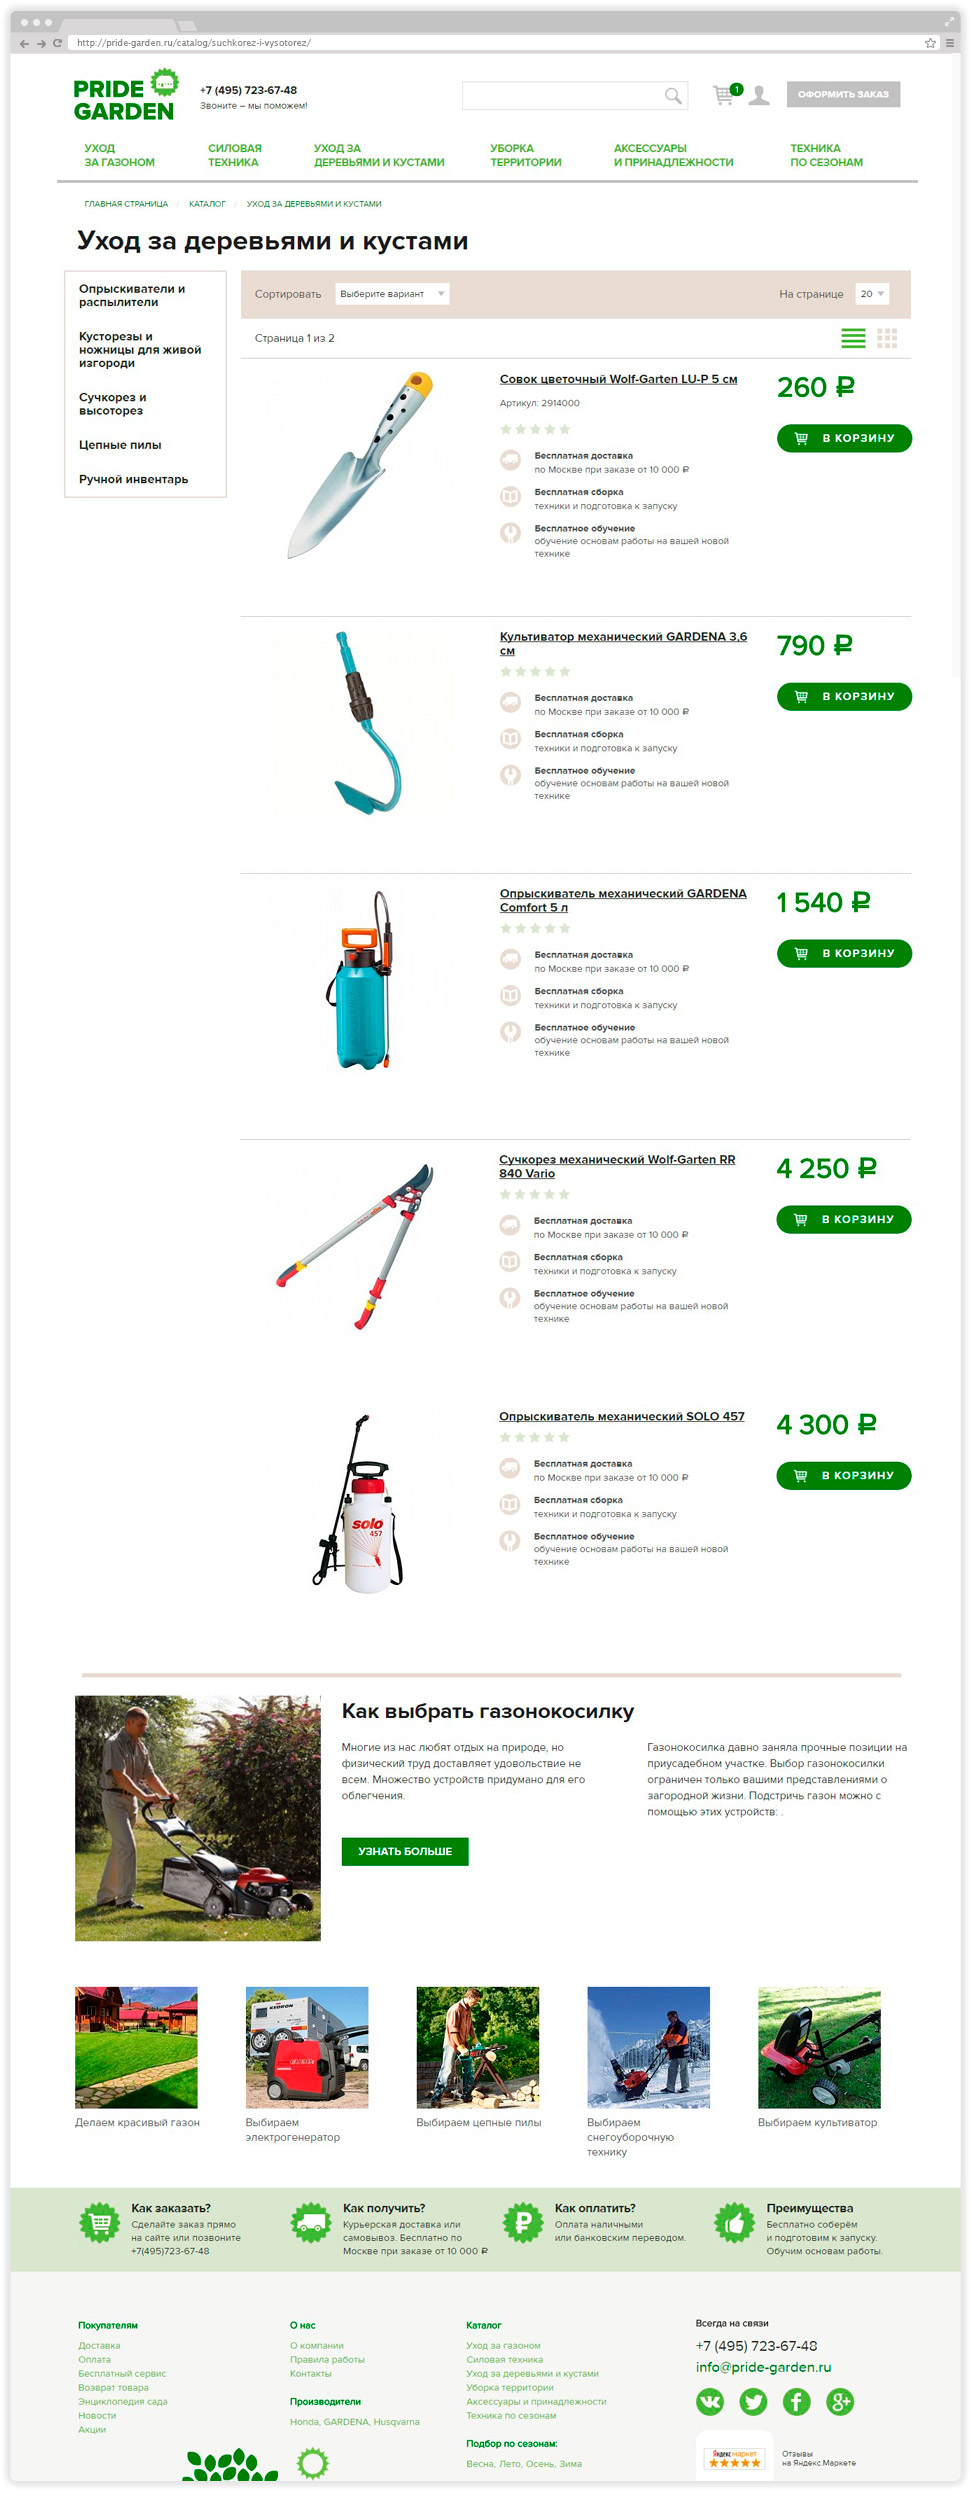 http://pride-garden.ru/catalog/suchkorez-i-vysotorez/
PRIDE
GARDEN
+7 (495) 723-67-48
Звоните – мы поможем!
1
ОФОРМИТЬ ЗАКАЗ
УХОД
ЗА ГАЗОНОМ
СИЛОВАЯ
ТЕХНИКА
УХОД ЗА
ДЕРЕВЬЯМИ И КУСТАМИ
УБОРКА
ТЕРРИТОРИИ
АКСЕССУАРЫ
И ПРИНАДЛЕЖНОСТИ
ТЕХНИКА
ПО СЕЗОНАМ
ГЛАВНАЯ СТРАНИЦА / КАТАЛОГ / УХОД ЗА ДЕРЕВЬЯМИ И КУСТАМИ
Уход за деревьями и кустами
Опрыскиватели и
распылители
Кусторезы и
ножницы для живой
изгороди
Сучкорез и
высоторез
Цепные пилы
Ручной инвентарь
Сортировать
Выберите вариант
На странице
20
Страница 1 из 2
Совок цветочный Wolf-Garten LU-P 5 см
Артикул: 2914000
Бесплатная доставка
по Москве при заказе от 10 000 ₽
Бесплатная сборка
техники и подготовка к запуску
Бесплатное обучение
обучение основам работы на вашей новой
технике
260 ₽
В КОРЗИНУ
Культиватор механический GARDENA 3,6
см
Бесплатная доставка
по Москве при заказе от 10 000 ₽
Бесплатная сборка
техники и подготовка к запуску
Бесплатное обучение
обучение основам работы на вашей новой
технике
790 ₽
В КОРЗИНУ
Опрыскиватель механический GARDENA
Comfort 5 л
Бесплатная доставка
по Москве при заказе от 10 000 ₽
Бесплатная сборка
техники и подготовка к запуску
Бесплатное обучение
обучение основам работы на вашей новой
технике
1 540 ₽
В КОРЗИНУ
Сучкорез механический Wolf-Garten RR
840 Vario
Бесплатная доставка
по Москве при заказе от 10 000 ₽
Бесплатная сборка
техники и подготовка к запуску
Бесплатное обучение
обучение основам работы на вашей новой
технике
4 250 ₽
В КОРЗИНУ
solo
457
Опрыскиватель механический SOLO 457
Бесплатная доставка
по Москве при заказе от 10 000 ₽
Бесплатная сборка
техники и подготовка к запуску
Бесплатное обучение
обучение основам работы на вашей новой
технике
4 300 ₽
В КОРЗИНУ
Как выбрать газонокосилку
Многие из нас любят отдых на природе, но
физический труд доставляет удовольствие не
всем. Множество устройств придумано для его
облегчения.
Газонокосилка давно заняла прочные позиции на
приусадебном участке. Выбор газонокосилки
ограничен только вашими представлениями о
загородной жизни. Подстричь газон можно с
помощью этих устройств: .
УЗНАТЬ БОЛЬШЕ
Делаем красивый газон
Выбираем
электрогенератор
Выбираем цепные пилы
Выбираем
снегоуборочную
технику
Выбираем культиватор
Как заказать?
Сделайте заказ прямо
на сайте или позвоните
+7(495)723-67-48
Как получить?
Курьерская доставка или
самовывоз. Бесплатно по
Москве при заказе от 10 000 ₽
Как оплатить?
Оплата наличными
или банковским переводом.
Преимущества
Бесплатно соберём
и подготовим к запуску.
Обучим основам работы.
Покупателям
Доставка
Оплата
Бесплатный сервис
Возврат товара
Энциклопедия сада
Новости
Акции
О нас
О компании
Правила работы
Контакты
Производители
Honda, GARDENA, Husqvarna
Каталог
Уход за газоном
Силовая техника
Уход за деревьями и кустами
Уборка территории
Аксессуары и принадлежности
Техника по сезонам
Подбор по сезонам:
Весна, Лето, Осень, Зима
Всегда на связи
+7 (495) 723-67-48
info@pride-garden.ru
Яндекс маркет
Отзывы
на Яндекс.Маркете